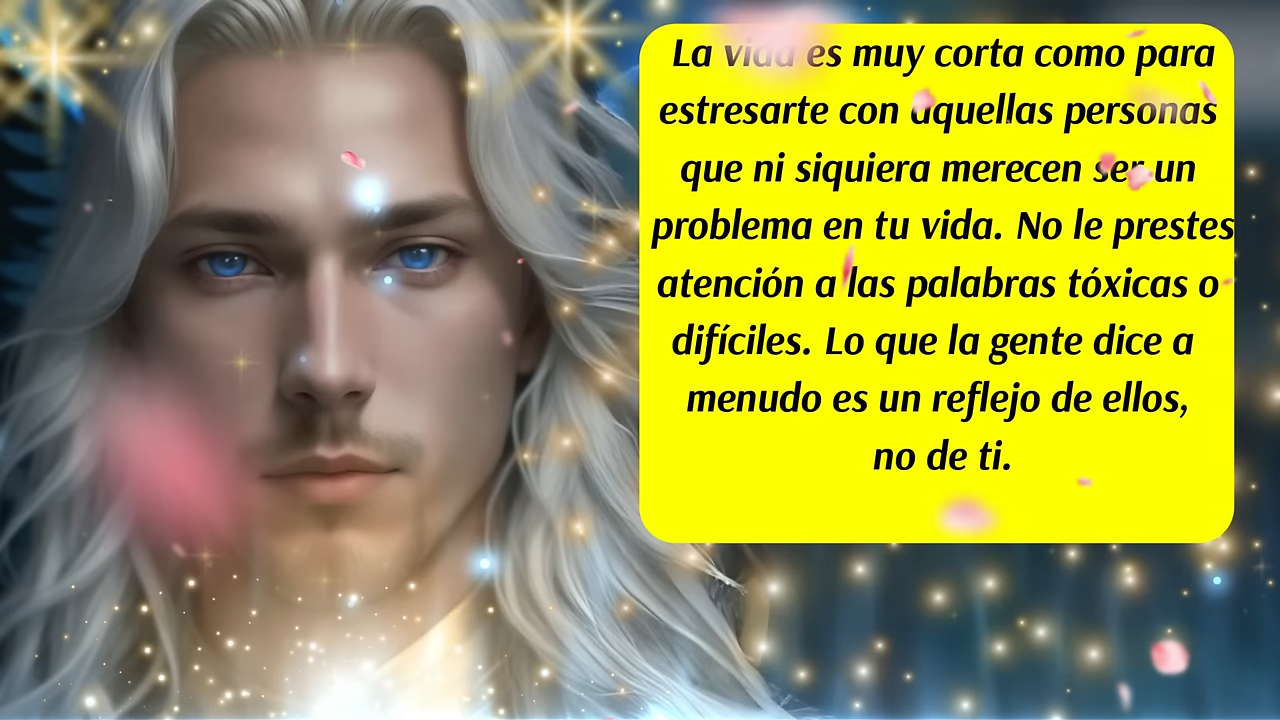 La vida es muy corta como para
estresarte con aquellas personas
que ni siquiera merecen ser un
problema en tu vida. No le prestes
atención a las palabras tóxicas o
difíciles. Lo que la gente dice a
menudo es un reflejo de ellos,
no de ti.